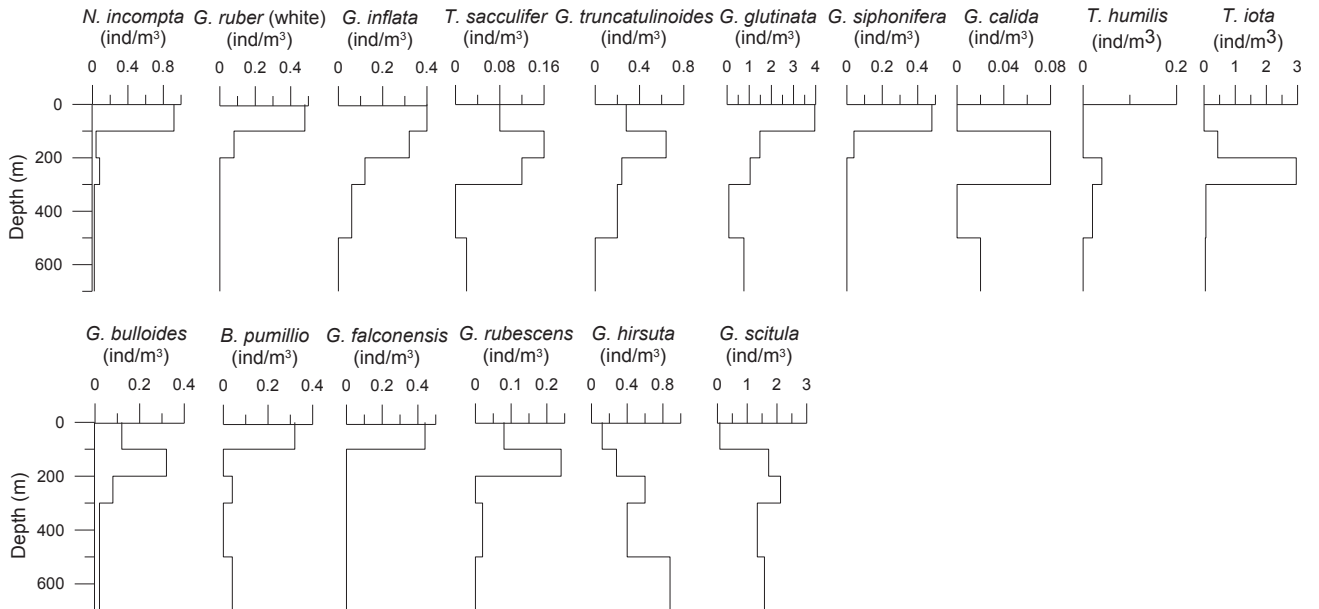 N. incompta G. ruber (white) G. inflata T. sacculifer G. truncatulinoides G. glutinata G. siphonifera G. calida T. humilis T. iota
(ind/m³) (ind/m³) (ind/m³) (ind/m³) (ind/m³) (ind/m³) (ind/m³) (ind/m³) (ind/m³) (ind/m³)
0 0.4 0.8 0 0.2 0.4 0 0.2 0.4 0 0.08 0.16 0 0.4 0.8 0 1 2 3 4 0 0.2 0.4 0 0.04 0.08 0 0.2 0 1 2 3
0
200
400
600
Depth (m)
G. bulloides B. pumillio G. falconensis G. rubescens G. hirsuta G. scitula
(ind/m³) (ind/m³) (ind/m³) (ind/m³) (ind/m³) (ind/m³)
0 0.2 0.4 0 0.2 0.4 0 0.2 0.4 0 0.1 0.2 0 0.4 0.8 0 1 2 3
0
200
400
600
Depth (m)